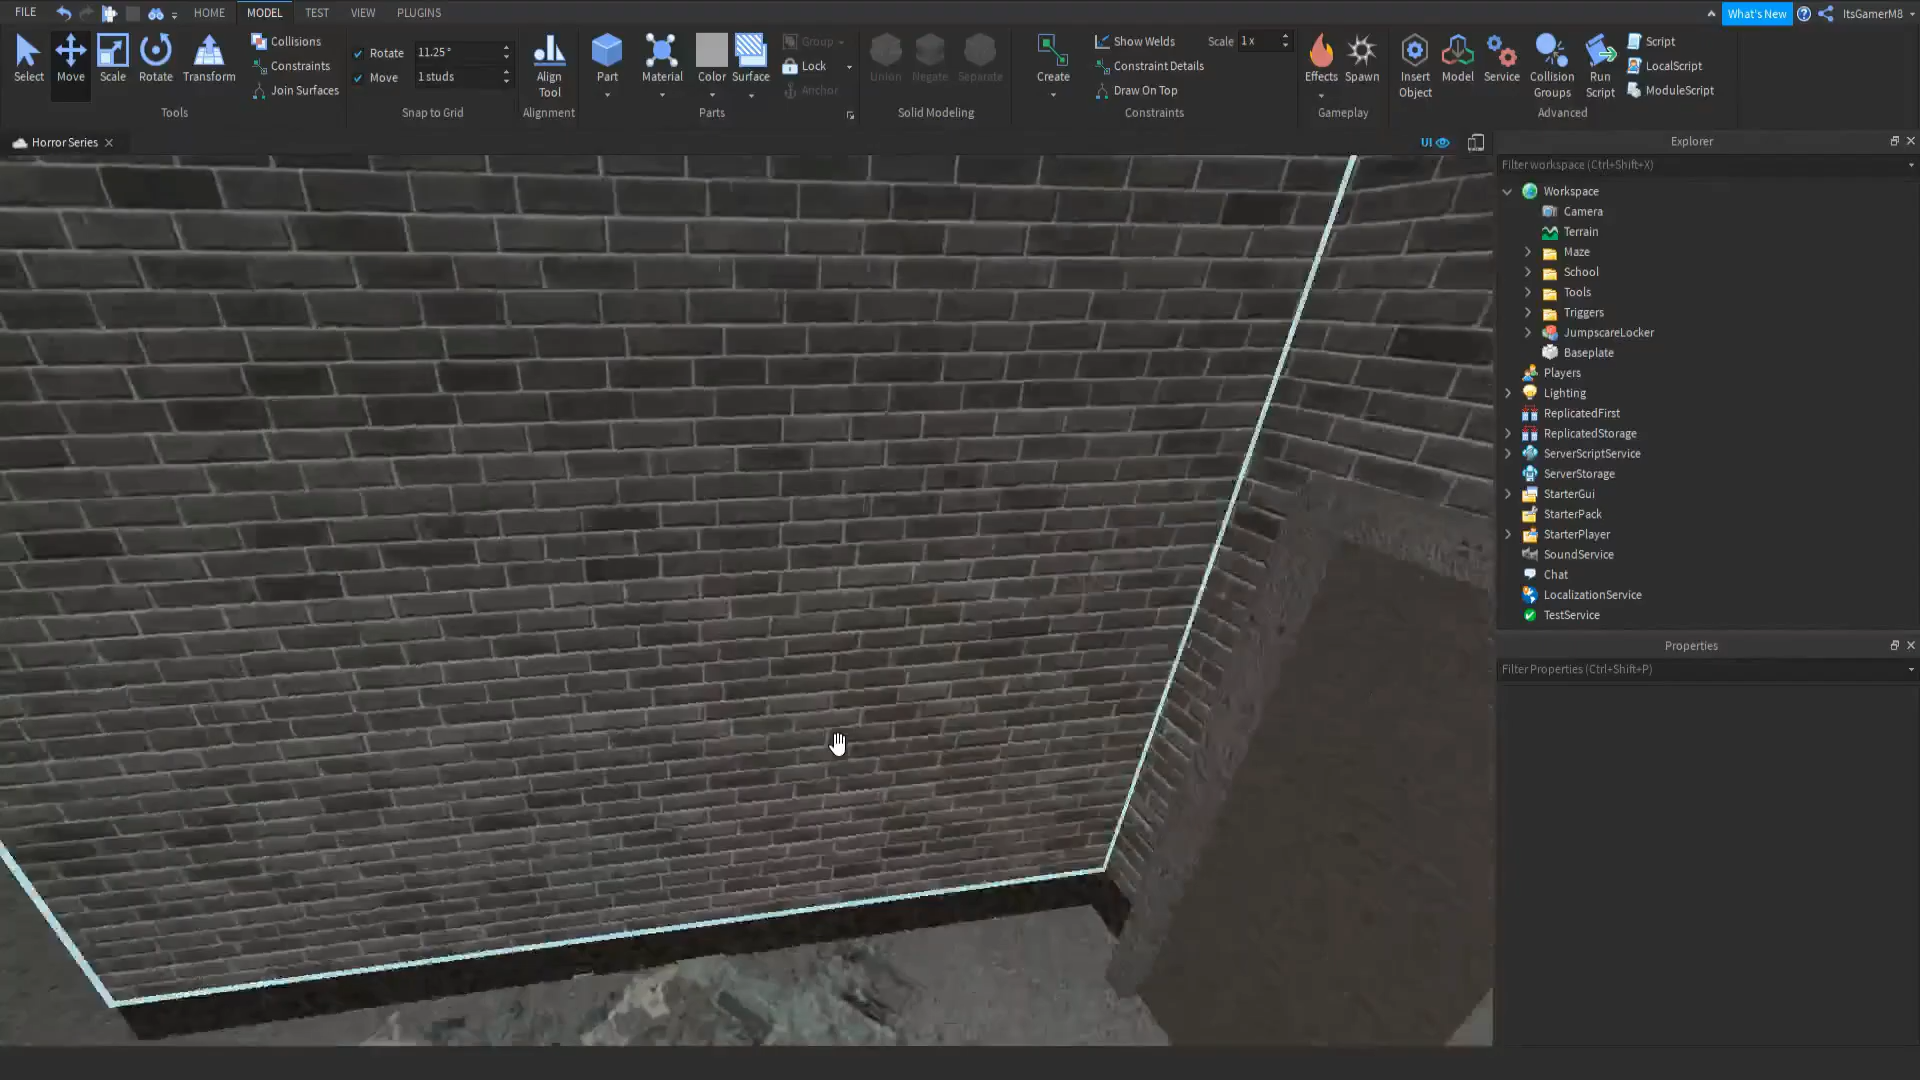 FILE HOME MODEL TEST VIEW PLUGINS What's New ItsGamerM8
Select Move Scale Rotate Transform
Collisions
Constraints
Join Surfaces
Tools
Rotate 11.25°
Move 1 studs
Snap to Grid
Align
Tool
Alignment
Part Material Color Surface
Group
Lock
Anchor
Parts
Union Negate Separate
Solid Modeling
Create
Show Welds Scale 1x
Constraint Details
Draw On Top
Constraints
Effects Spawn
Gameplay
Insert
Object
Model
Service
Collision
Groups
Run
Script
Script
LocalScript
ModuleScript
Advanced
HorrorSeries
UI
Explorer
Filter workspace (Ctrl+Shift+X)
Workspace
Camera
Terrain
Maze
School
Tools
Triggers
JumpscareLocker
Baseplate
Players
Lighting
ReplicatedFirst
ReplicatedStorage
ServerScriptService
ServerStorage
StarterGui
StarterPack
StarterPlayer
SoundService
Chat
LocalizationService
TestService
Properties
Filter Properties (Ctrl+Shift+P)